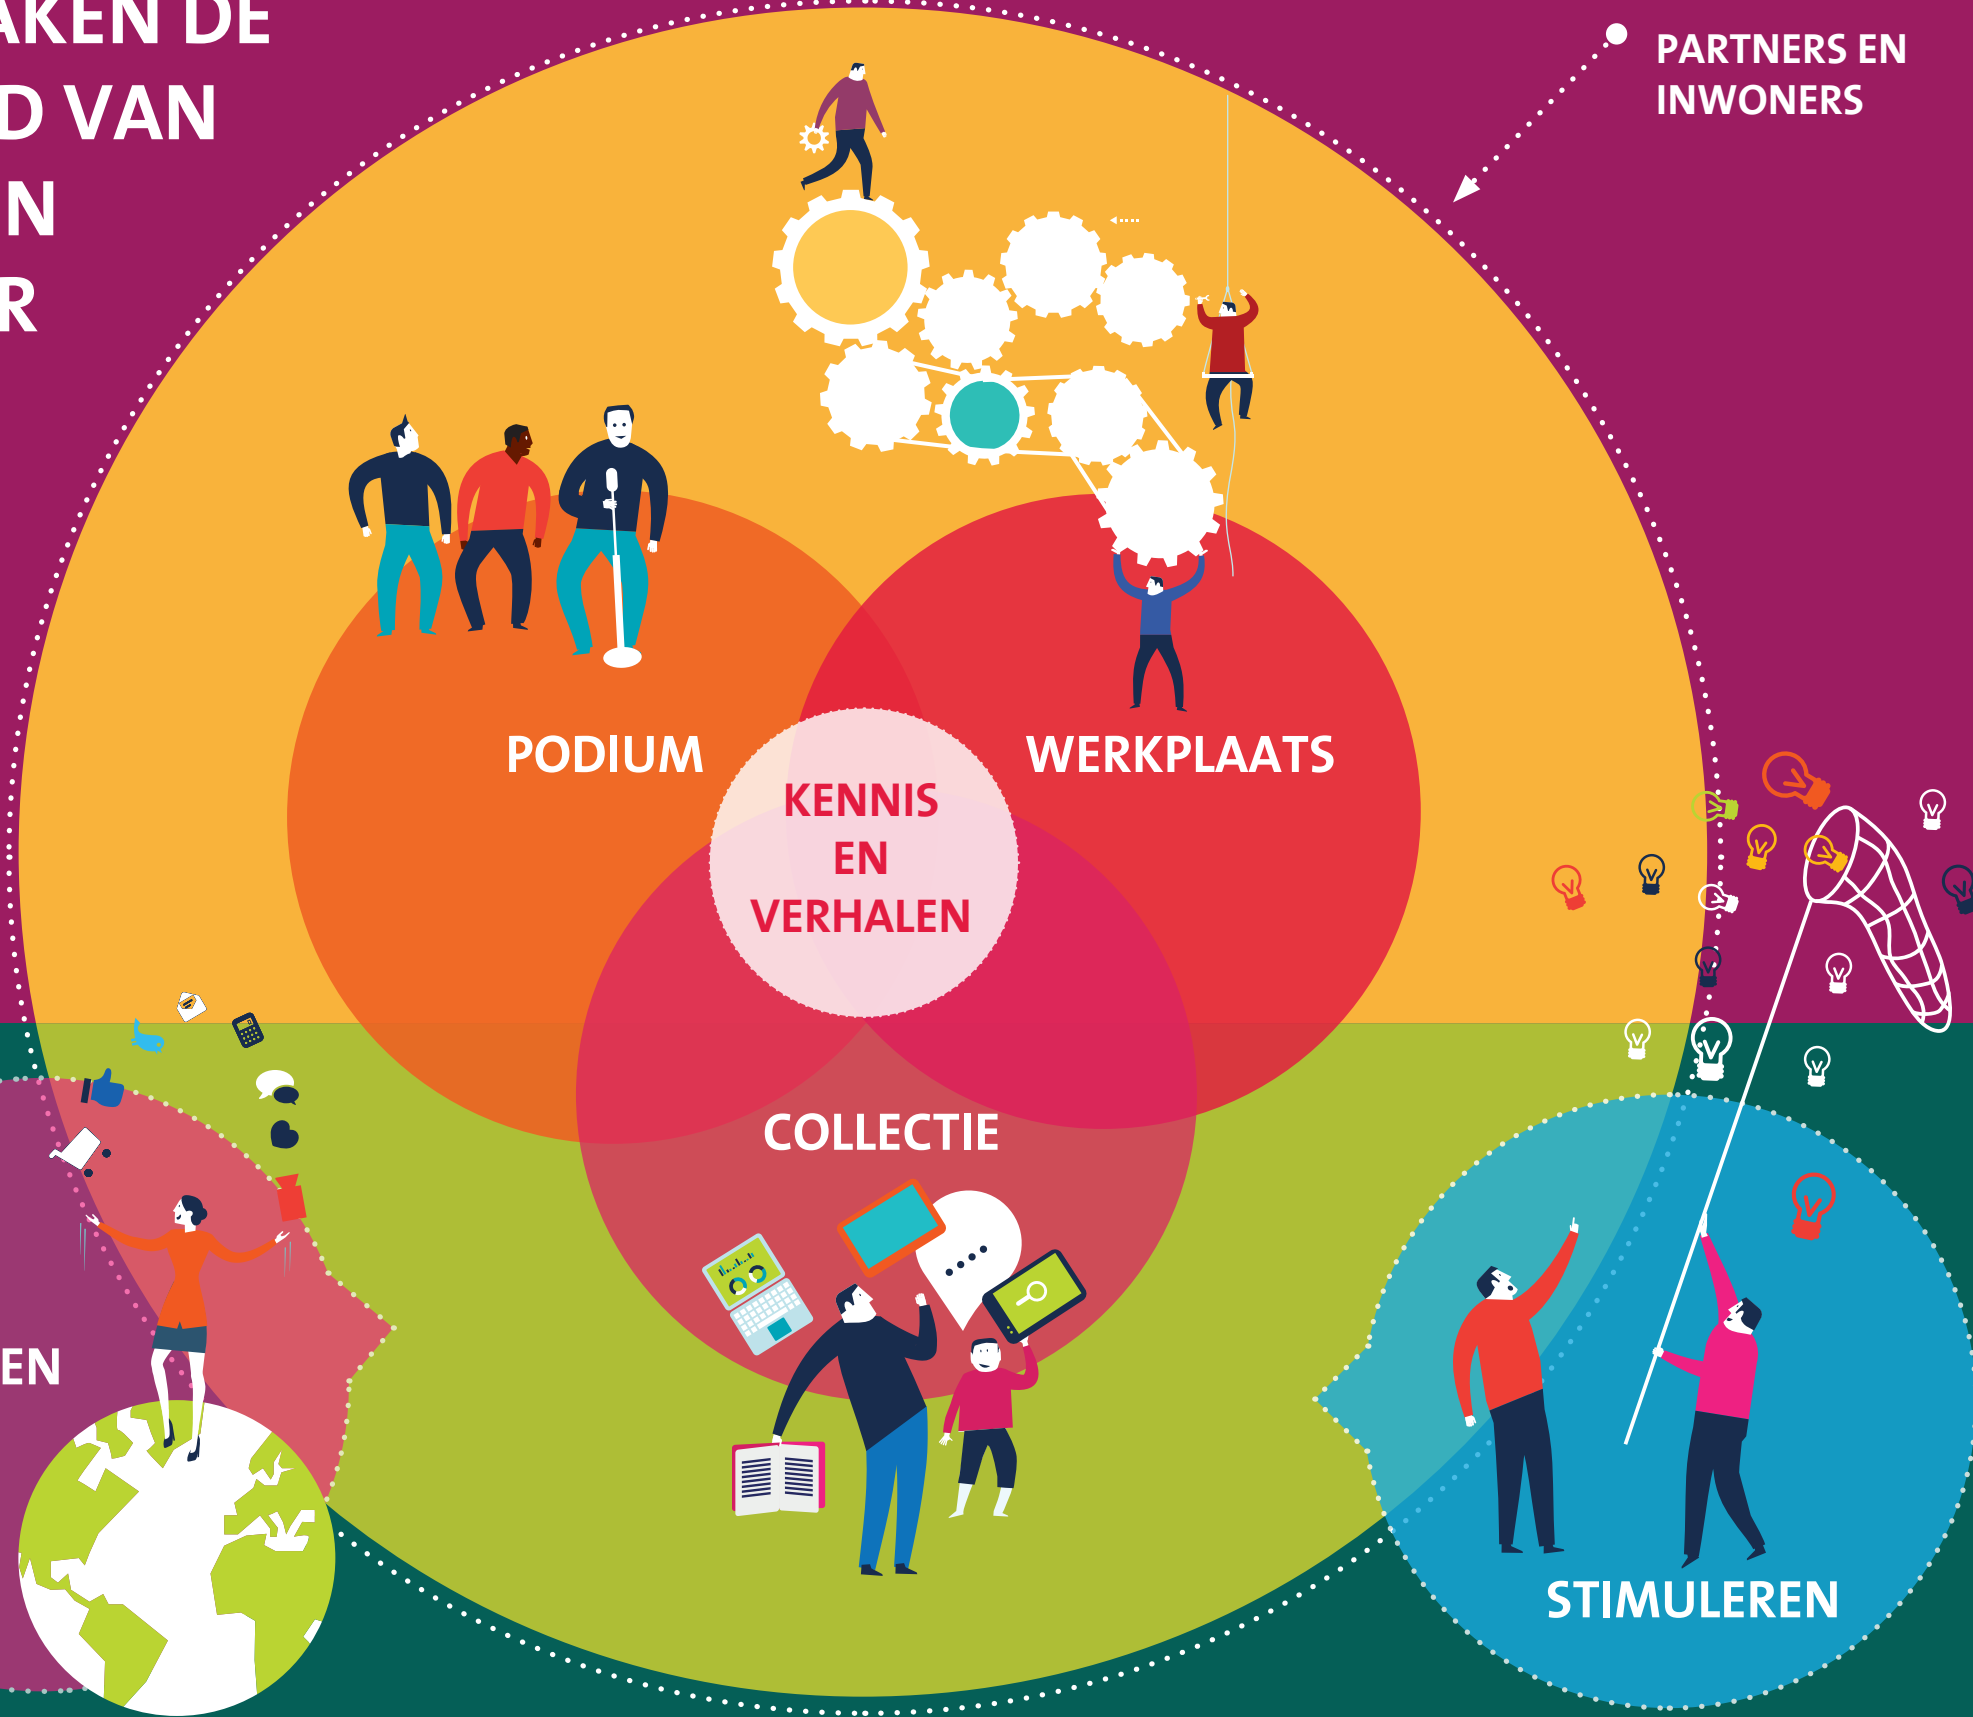 AKEN DE
D VAN
N
R
PARTNERS EN
INWONERS
PODIUM
WERKPLAATS
KENNIS
EN
VERHALEN
COLLECTIE
EN
STIMULEREN